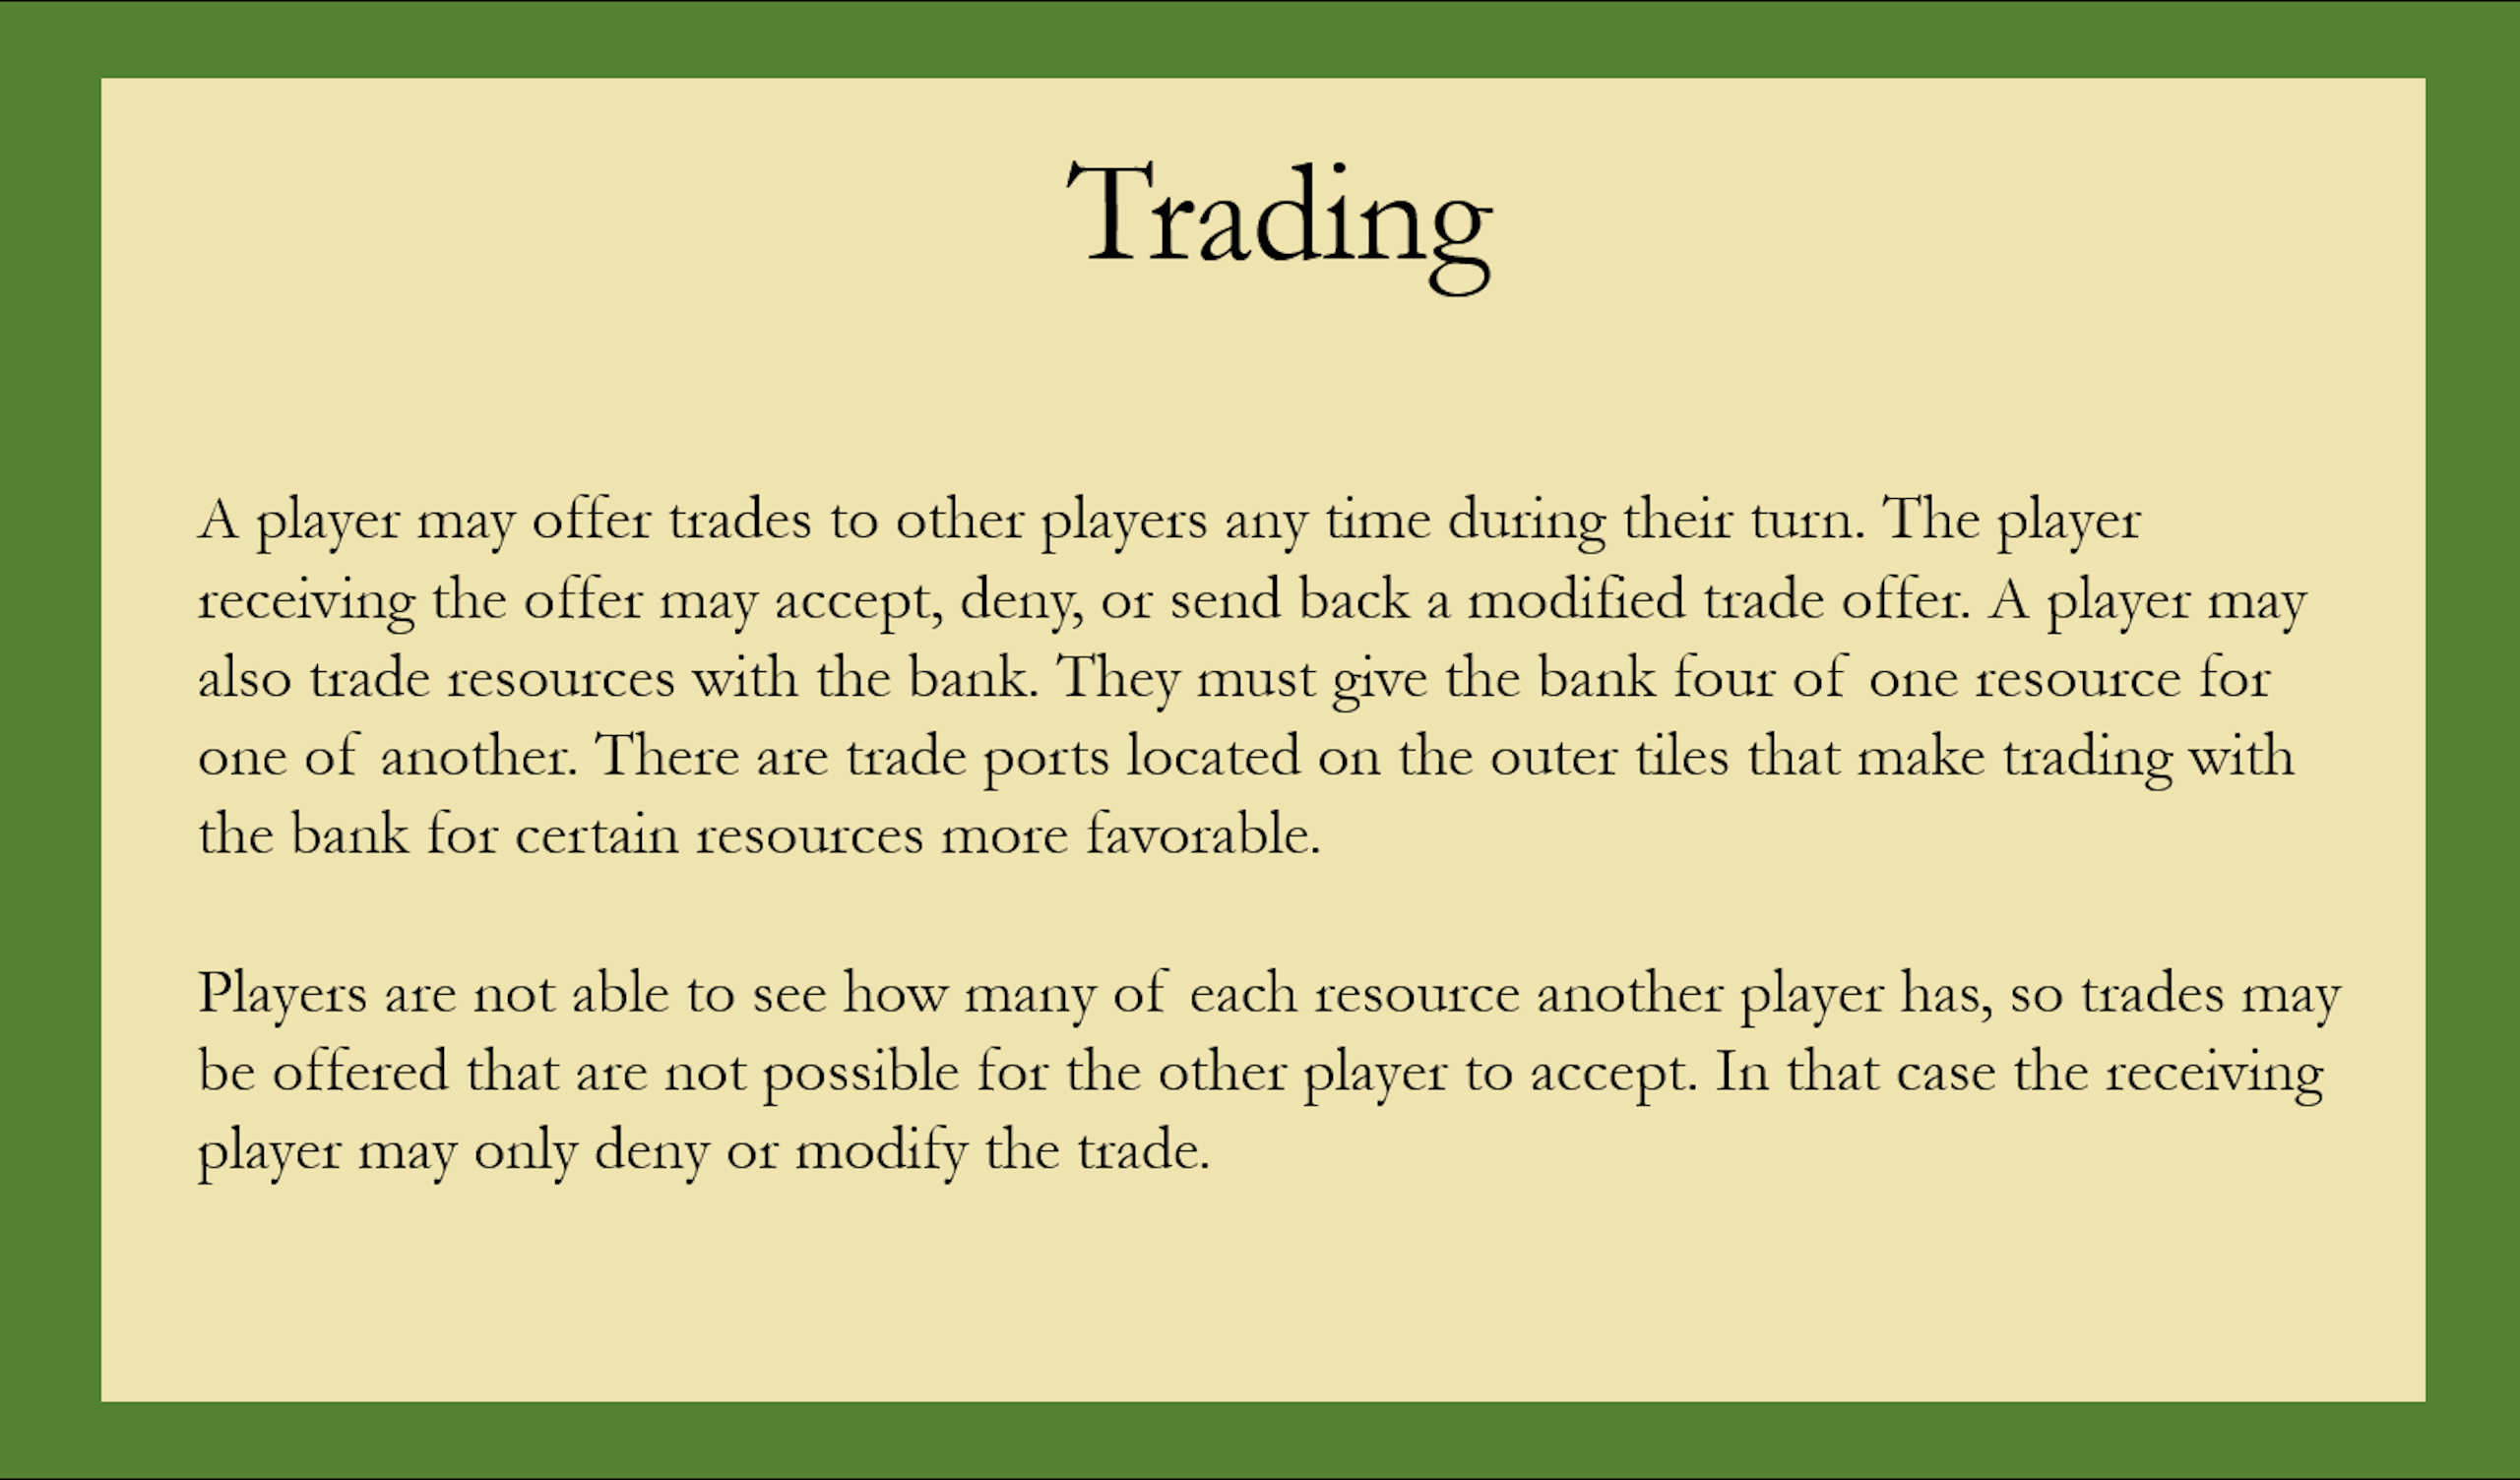 Trading
A player may offer trades to other players any time during their turn. The player
receiving the offer may accept, deny, or send back a modified trade offer. A player may
also trade resources with the bank. They must give the bank four of one resource for
one of another. There are trade ports located on the outer tiles that make trading with
the bank for certain resources more favorable.
Players are not able to see how many of each resource another player has, so trades may
be offered that are not possible for the other player to accept. In that case the receiving
player may only deny or modify the trade.